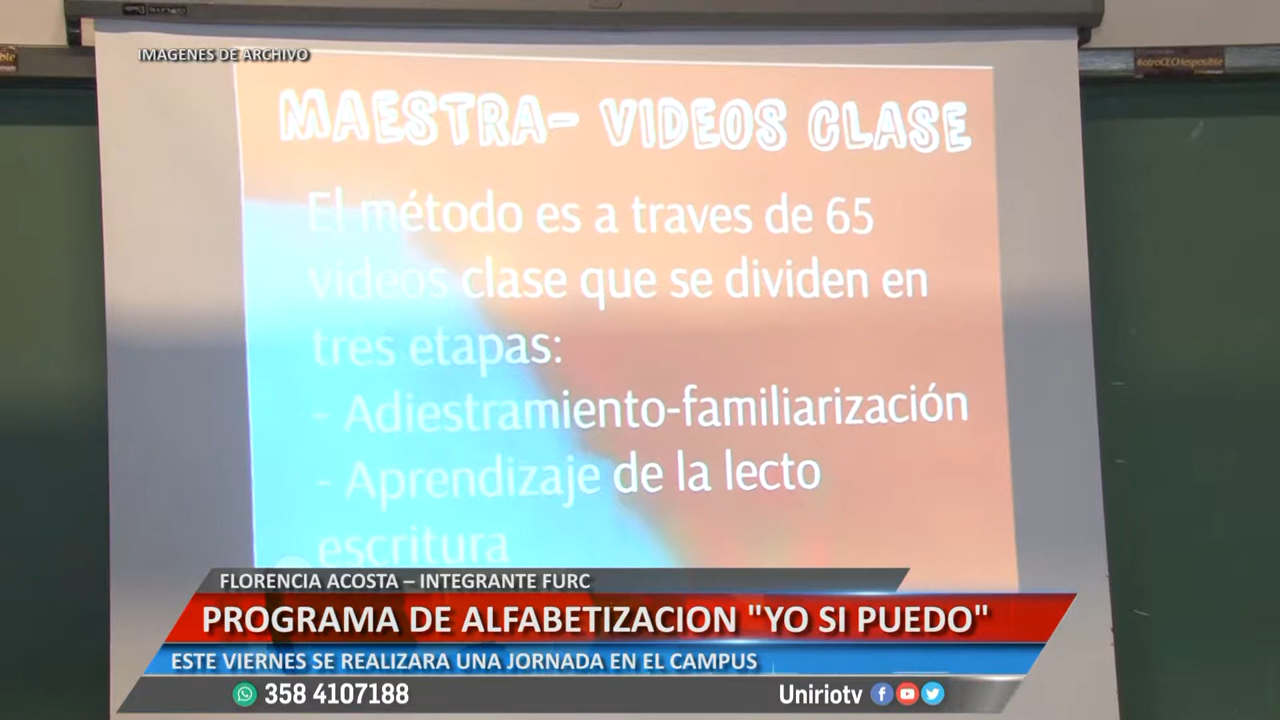 IMAGENES DE ARCHIVO
#otroCEHesposible
MAESTRA- VIDEOS CLASE
El método es a traves de 65
videos clase que se dividen en
tres etapas:
- Adiestramiento-familiarización
- Aprendizaje de la lecto
escritura
FLORENCIA ACOSTA – INTEGRANTE FURC
PROGRAMA DE ALFABETIZACION "YO SI PUEDO"
ESTE VIERNES SE REALIZARA UNA JORNADA EN EL CAMPUS
358 4107188
Uniriotv